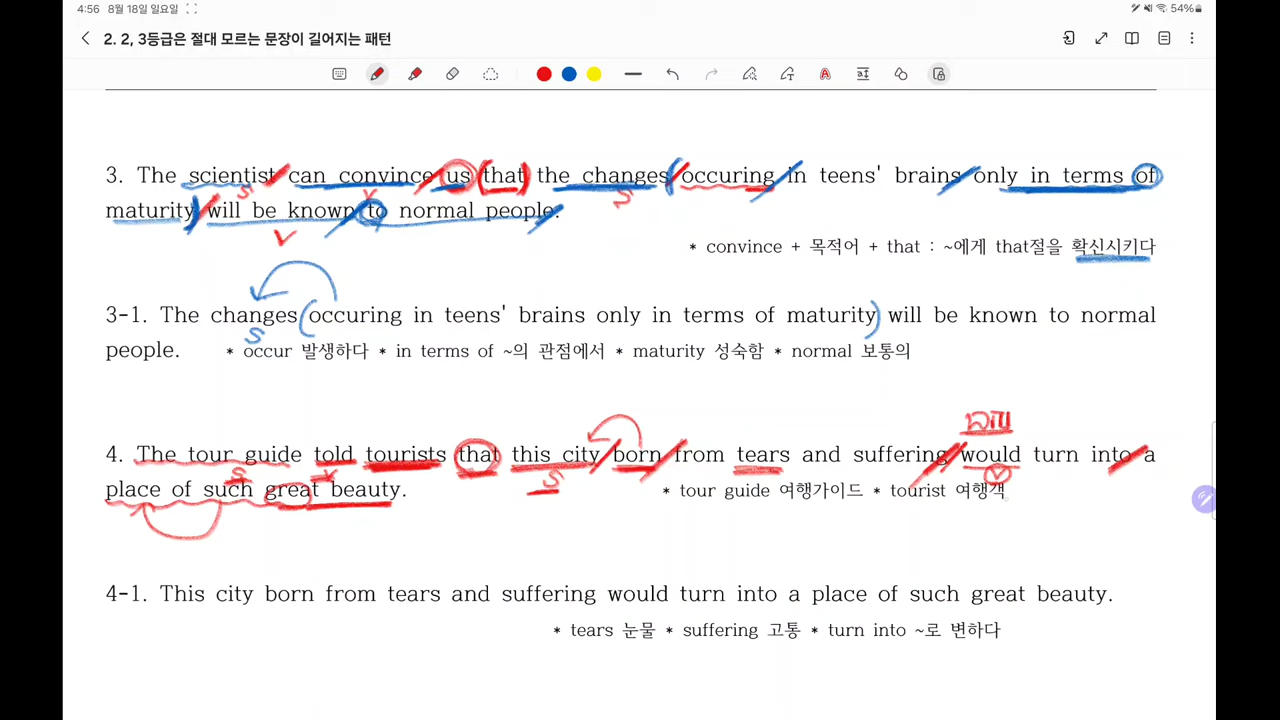 4:56 8월 18일 일요일 54%
2. 2, 3등급은 절대 모르는 문장이 길어지는 패턴
3. The scientist can convince us that the changes occuring in teens' brains only in terms of
S V S
maturity will be known to normal people.
V
* convince + 목적어 + that : ~에게 that절을 확신시키다
3-1. The changes occuring in teens' brains only in terms of maturity will be known to normal
S
people. * occur 발생하다 * in terms of ~의 관점에서 * maturity 성숙함 * normal 보통의
will
4. The tour guide told tourists that this city born from tears and suffering would turn into a
S V S V
place of such great beauty. * tour guide 여행가이드 * tourist 여행객
4-1. This city born from tears and suffering would turn into a place of such great beauty.
* tears 눈물 * suffering 고통 * turn into ~로 변하다